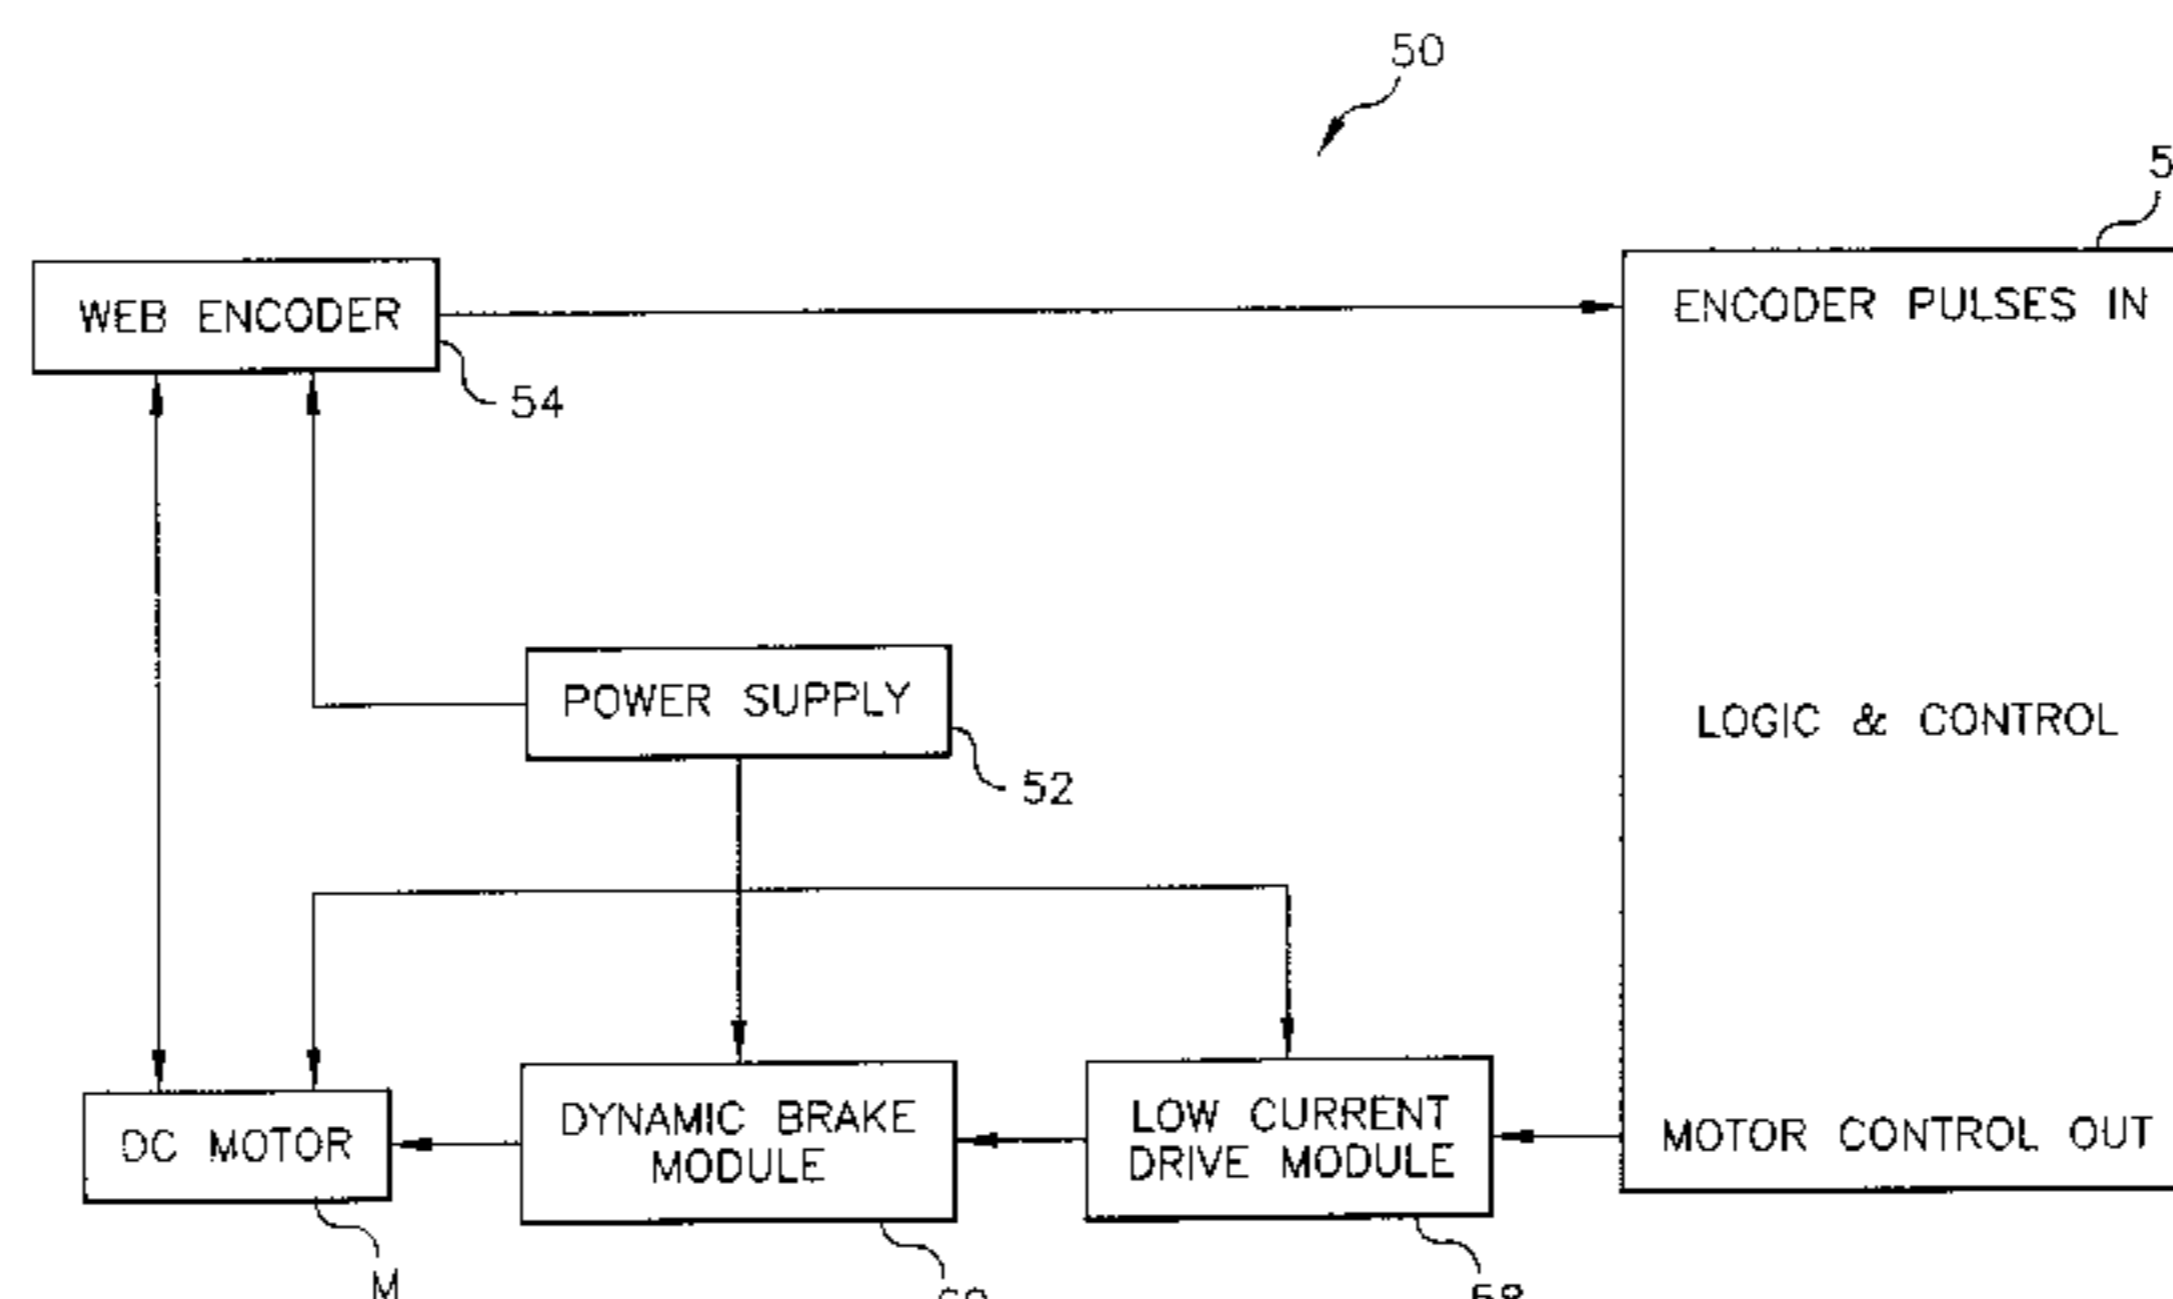 50
WEB ENCODER
54
ENCODER PULSES IN
POWER SUPPLY
52
LOGIC & CONTROL
DC MOTOR
DYNAMIC BRAKE
MODULE
LOW CURRENT
DRIVE MODULE
MOTOR CONTROL OUT
M
58